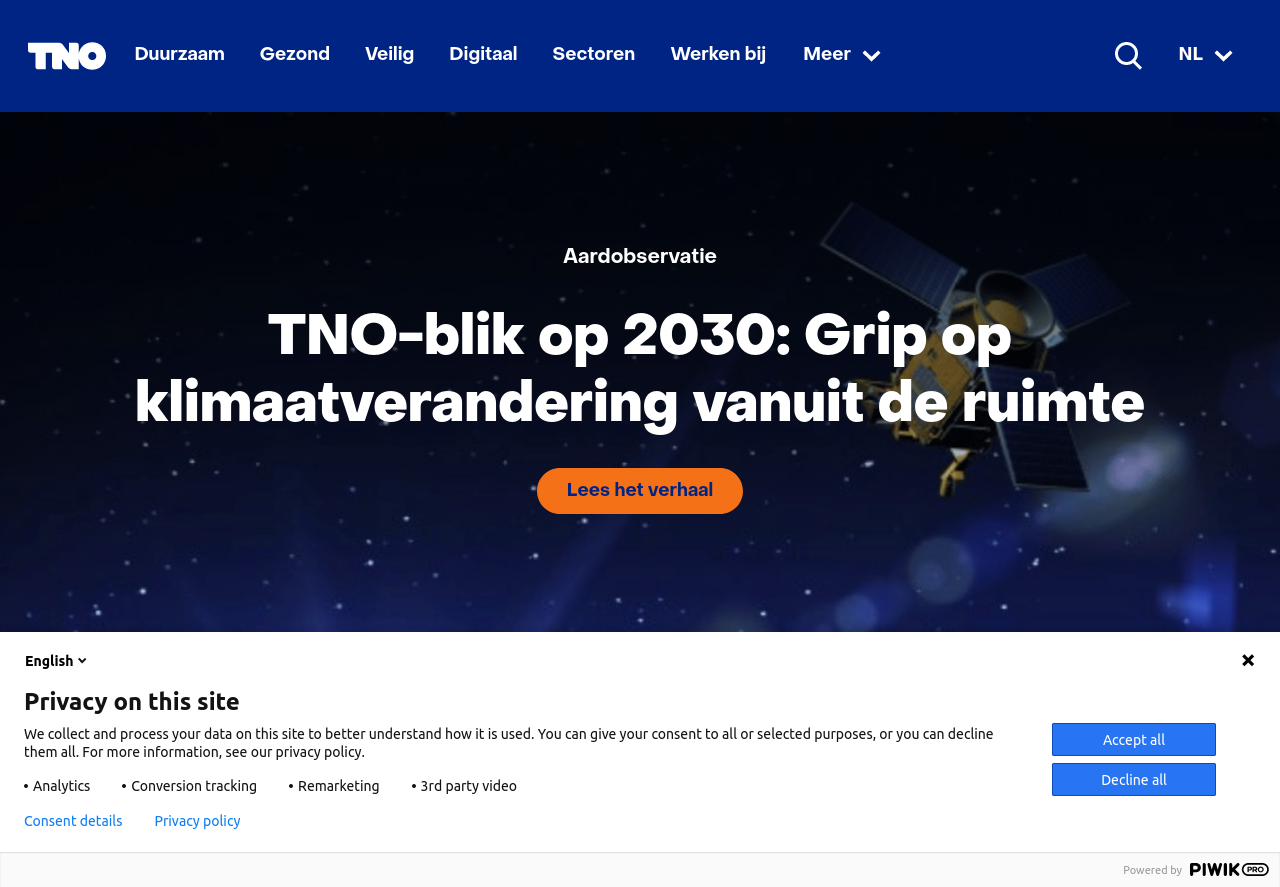 TNO Duurzaam Gezond Veilig Digitaal Sectoren Werken bij Meer NL
Aardobservatie
TNO-blik op 2030: Grip op
klimaatverandering vanuit de ruimte
Lees het verhaal
English
Privacy on this site
We collect and process your data on this site to better understand how it is used. You can give your consent to all or selected purposes, or you can decline
them all. For more information, see our privacy policy.
• Analytics • Conversion tracking • Remarketing • 3rd party video
Consent details Privacy policy
Accept all
Decline all
Powered by PIWIK PRO